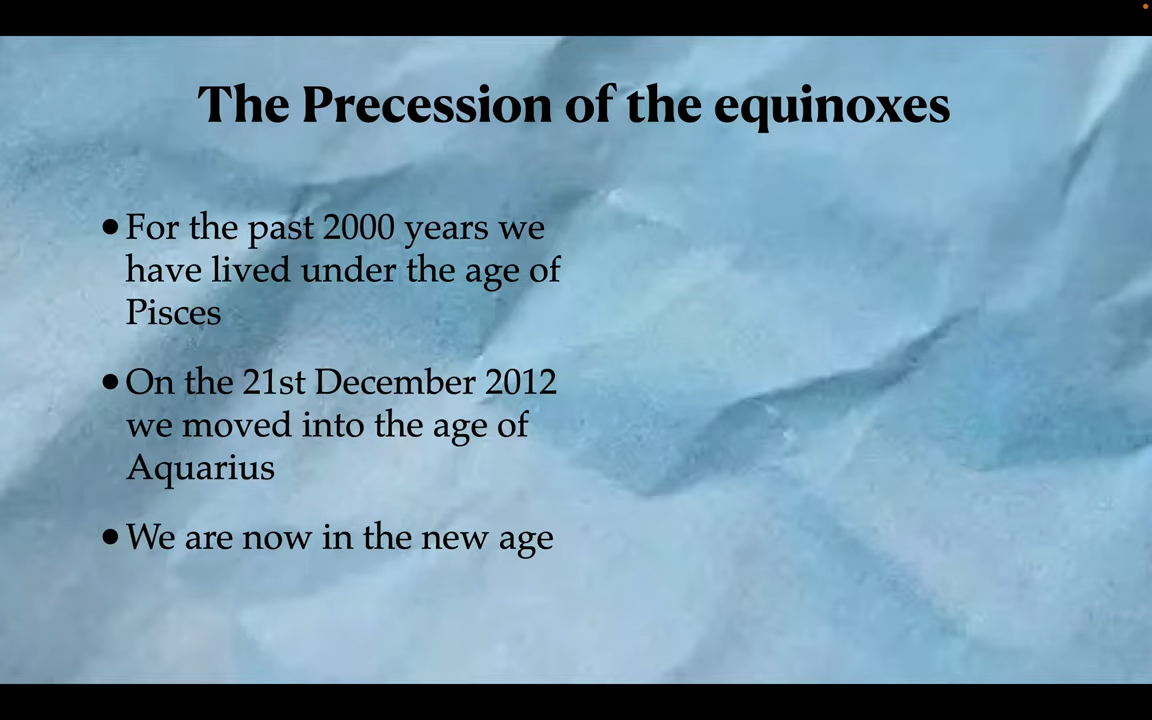 The Precession of the equinoxes
•For the past 2000 years we
have lived under the age of
Pisces
•On the 21st December 2012
we moved into the age of
Aquarius
•We are now in the new age